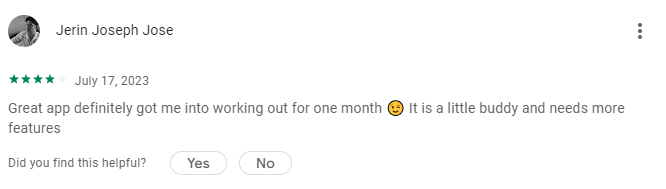 Jerin Joseph Jose
July 17, 2023
Great app definitely got me into working out for one month 😉 It is a little buddy and needs more
features
Did you find this helpful? Yes No